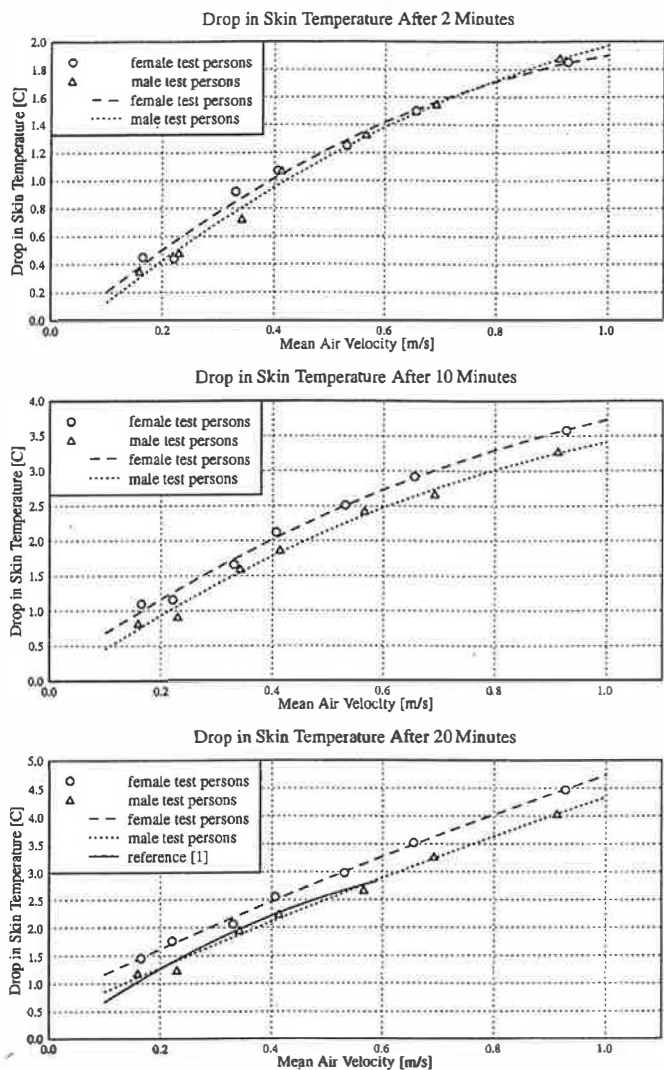 Drop in Skin Temperature After 2 Minutes
Drop in Skin Temperature [C]
2.0
1.8
1.6
1.4
1.2
1.0
0.8
0.6
0.4
0.2
0.0
female test persons
male test persons
female test persons
male test persons
0.0 0.2 0.4 0.6 0.8 1.0
Mean Air Velocity [m/s]
Drop in Skin Temperature After 10 Minutes
Drop in Skin Temperature [C]
4.0
3.5
3.0
2.5
2.0
1.5
1.0
0.5
0.0
female test persons
male test persons
female test persons
male test persons
0.0 0.2 0.4 0.6 0.8 1.0
Mean Air Velocity [m/s]
Drop in Skin Temperature After 20 Minutes
Drop in Skin Temperature [C]
5.0
4.5
4.0
3.5
3.0
2.5
2.0
1.5
1.0
0.5
0.0
female test persons
male test persons
female test persons
male test persons
reference [1]
0.0 0.2 0.4 0.6 0.8 1.0
Mean Air Velocity [m/s]